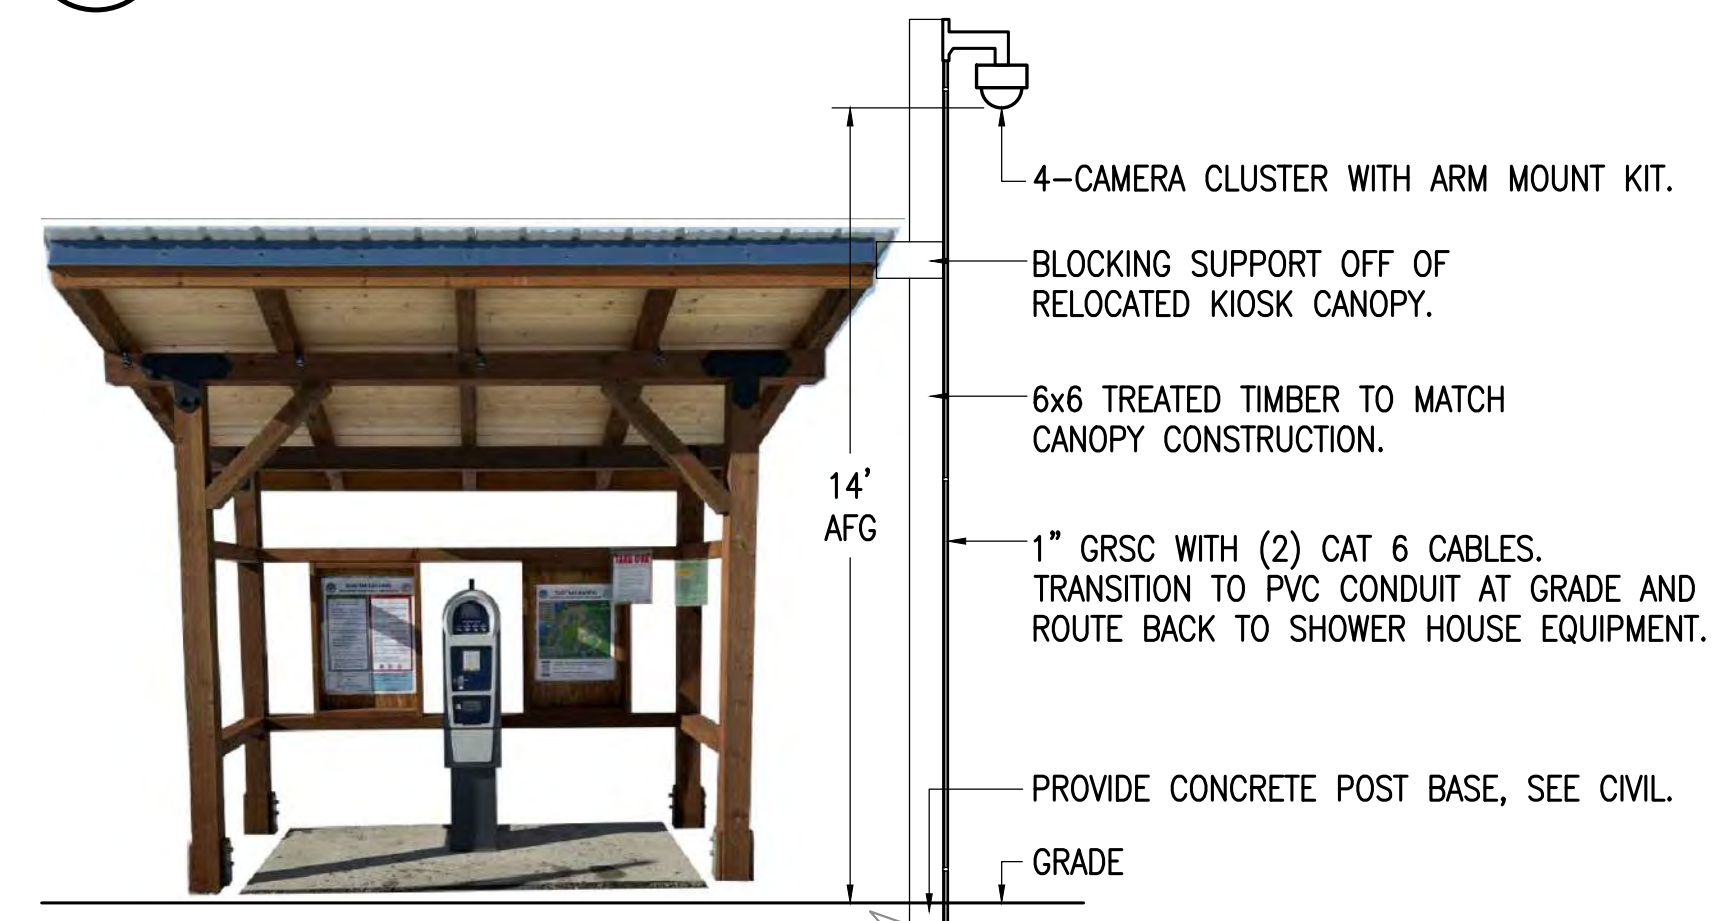 4-CAMERA CLUSTER WITH ARM MOUNT KIT.
BLOCKING SUPPORT OFF OF
RELOCATED KIOSK CANOPY.
6x6 TREATED TIMBER TO MATCH
CANOPY CONSTRUCTION.
14'
AFG
1" GRSC WITH (2) CAT 6 CABLES.
TRANSITION TO PVC CONDUIT AT GRADE AND
ROUTE BACK TO SHOWER HOUSE EQUIPMENT.
PROVIDE CONCRETE POST BASE, SEE CIVIL.
GRADE